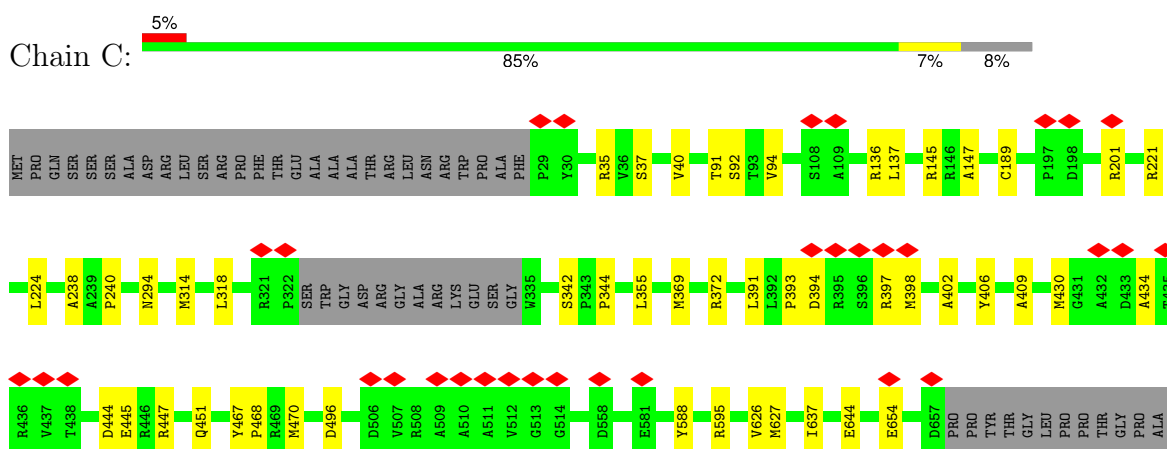 5%
Chain C:
85% 7% 8%
MET PRO GLN SER SER SER ALA ASP ARG LEU SER ARG PRO PHE THR GLU ALA ALA ALA THR ARG LEU ASN ARG TRP PRO ALA PHE P29 Y30 R35 V36 S37 V40 T91 S92 T93 V94 S108 A109 R136 L137 R145 R146 A147 C189 P197 D198 R201 R221
L224 A238 A239 P240 N294 M314 L318 R321 P322 SER TRP GLY ASP ARG GLY ALA ARG LYS GLU SER GLY W335 S342 P343 P344 L355 M369 R372 L391 L392 P393 D394 R395 S396 R397 M398 A402 Y406 A409 M430 G431 A432 D433 A434 T435
R436 V437 T438 D444 E445 R446 R447 Q451 Y467 P468 R469 M470 D496 D506 V507 R508 A509 A510 A511 V512 G513 G514 D558 E581 Y588 R595 V626 M627 I637 E644 E654 D657 PRO PRO TYR THR GLY LEU PRO PRO THR GLY PRO ALA